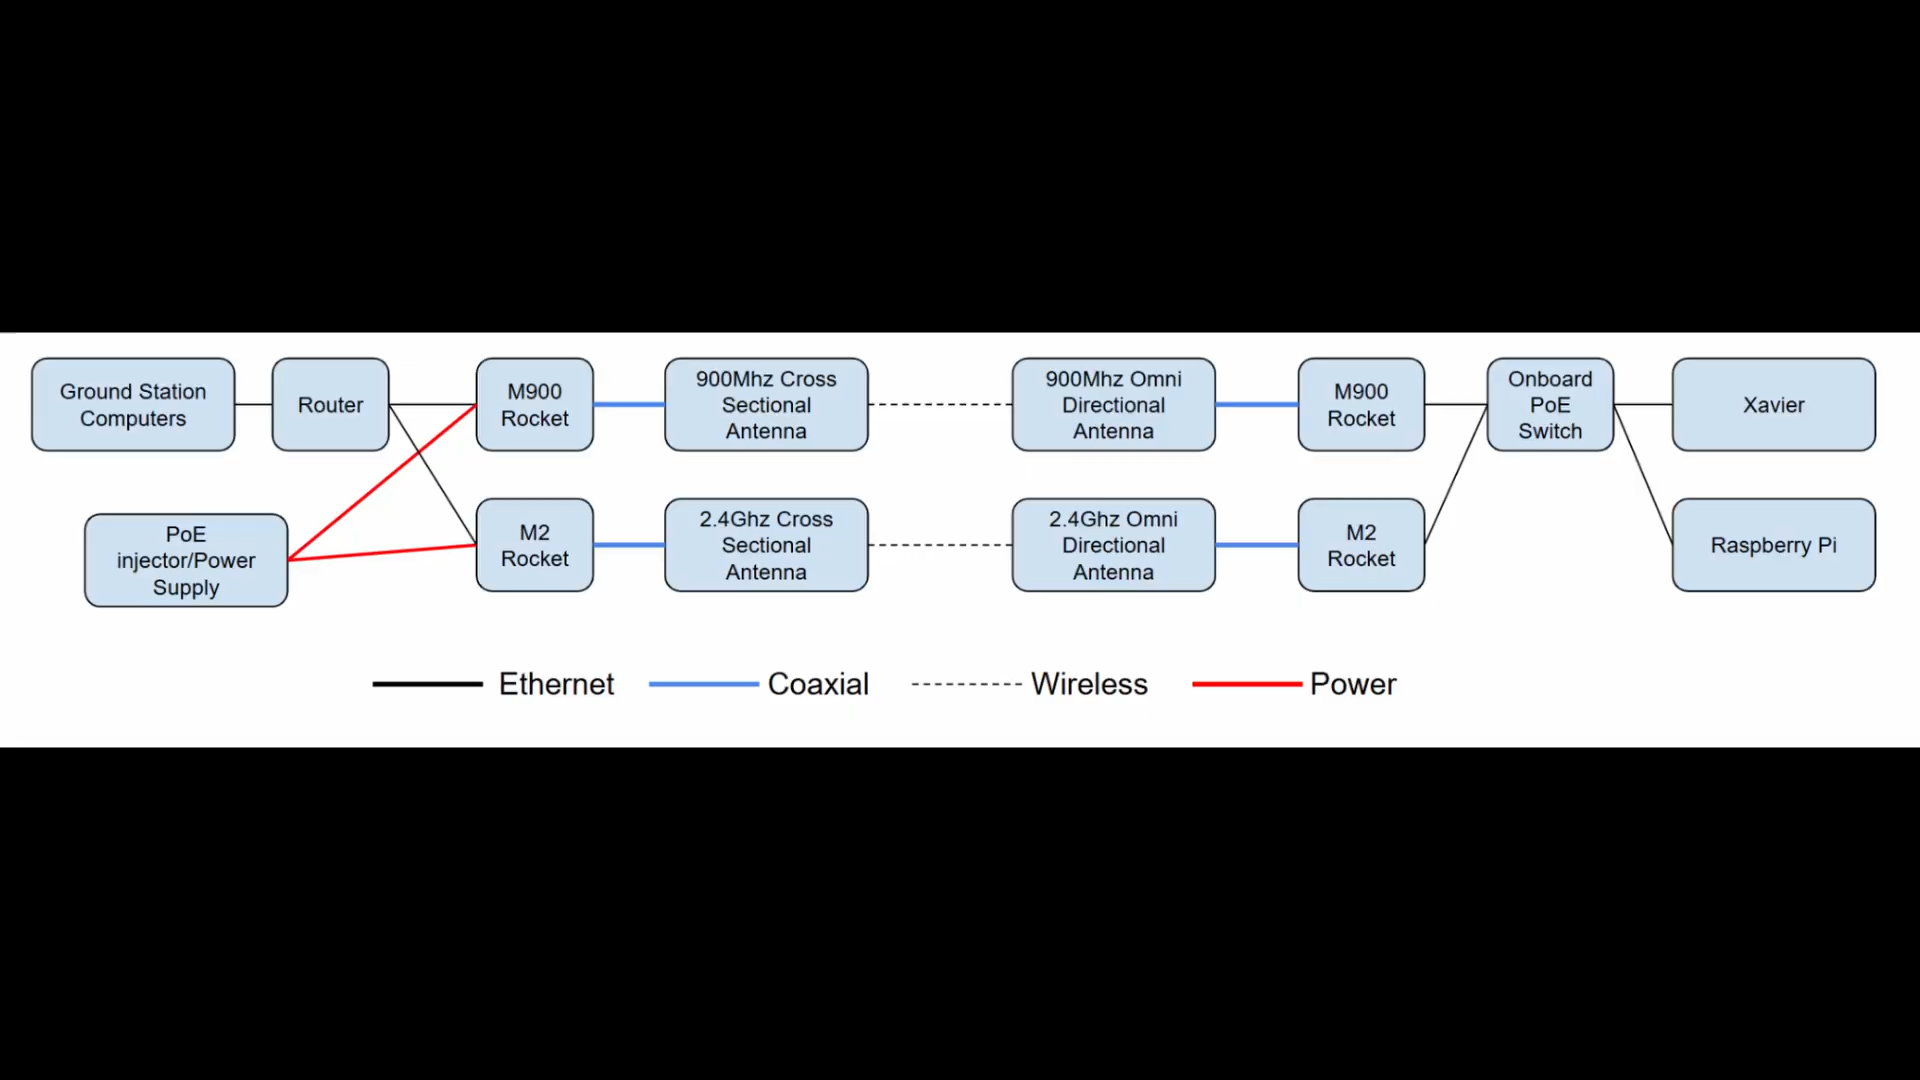 Ground Station
Computers
Router
M900
Rocket
900Mhz Cross
Sectional
Antenna
900Mhz Omni
Directional
Antenna
M900
Rocket
Onboard
PoE
Switch
Xavier
PoE
injector/Power
Supply
M2
Rocket
2.4Ghz Cross
Sectional
Antenna
2.4Ghz Omni
Directional
Antenna
M2
Rocket
Raspberry Pi
Ethernet
Coaxial
Wireless
Power